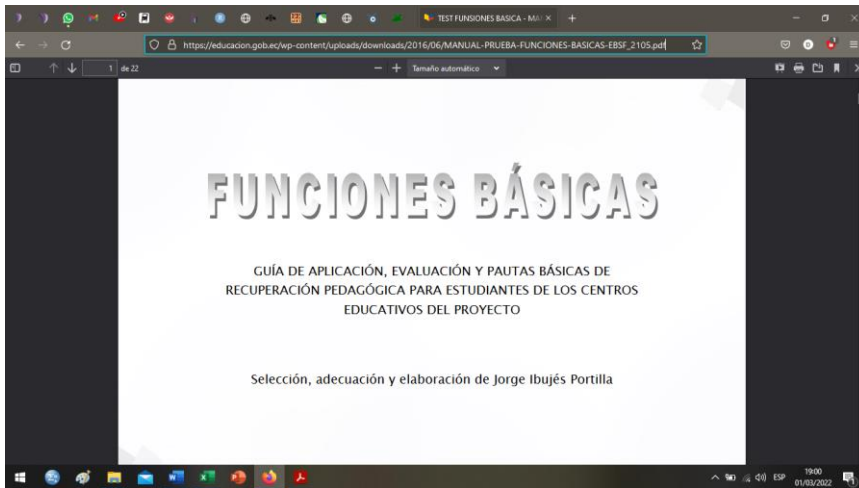 TEST FUNSIONES BASICA - MA
https://educacion.gob.ec/wp-content/uploads/downloads/2016/06/MANUAL-PRUEBA-FUNCIONES-BASICAS-EBSF_2105.pdf
1 de 22
Tamaño automático
FUNCIONES BÁSICAS
GUÍA DE APLICACIÓN, EVALUACIÓN Y PAUTAS BÁSICAS DE
RECUPERACIÓN PEDAGÓGICA PARA ESTUDIANTES DE LOS CENTROS
EDUCATIVOS DEL PROYECTO
Selección, adecuación y elaboración de Jorge Ibujés Portilla
ESP
19:00
01/03/2022